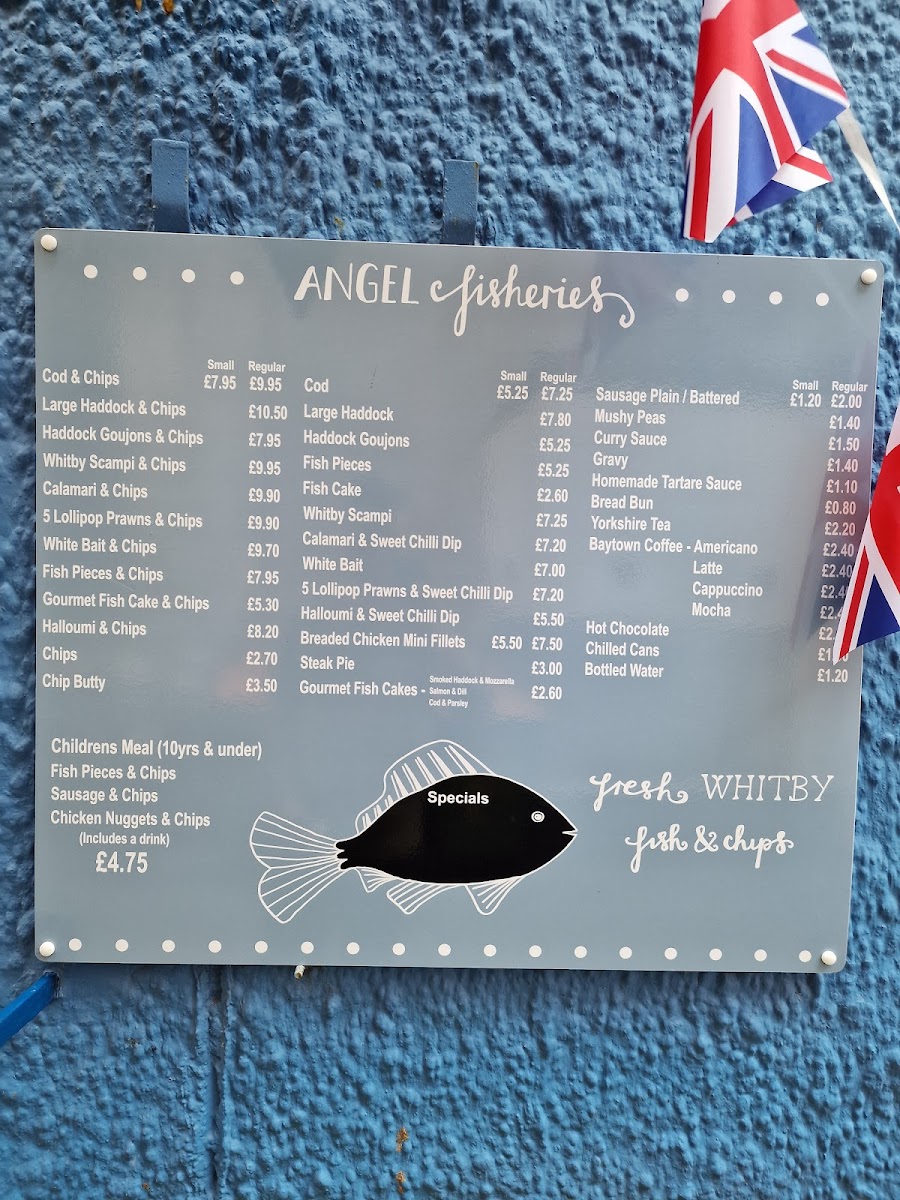 ANGEL fisheries
Small Regular
Cod & Chips £7.95 £9.95
Large Haddock & Chips £10.50
Haddock Goujons & Chips £7.95
Whitby Scampi & Chips £9.95
Calamari & Chips £9.90
5 Lollipop Prawns & Chips £9.90
White Bait & Chips £9.70
Fish Pieces & Chips £7.95
Gourmet Fish Cake & Chips £5.30
Halloumi & Chips £8.20
Chips £2.70
Chip Butty £3.50
Small Regular
Cod £5.25 £7.25
Large Haddock £7.80
Haddock Goujons £5.25
Fish Pieces £5.25
Fish Cake £2.60
Whitby Scampi £7.25
Calamari & Sweet Chilli Dip £7.20
White Bait £7.00
5 Lollipop Prawns & Sweet Chilli Dip £7.20
Halloumi & Sweet Chilli Dip £5.50
Breaded Chicken Mini Fillets £5.50 £7.50
Steak Pie £3.00
Gourmet Fish Cakes - Smoked Haddock & Mozzarella
Salmon & Dill £2.60
Cod & Parsley
Small Regular
Sausage Plain / Battered £1.20 £2.00
Mushy Peas £1.40
Curry Sauce £1.50
Gravy £1.40
Homemade Tartare Sauce £1.10
Bread Bun £0.80
Yorkshire Tea £2.20
Baytown Coffee - Americano £2.40
Latte £2.40
Cappuccino
Mocha
Hot Chocolate
Chilled Cans
Bottled Water £1.20
Childrens Meal (10yrs & under)
Fish Pieces & Chips
Sausage & Chips
Chicken Nuggets & Chips
(Includes a drink)
£4.75
Specials
fresh WHITBY
fish & chips